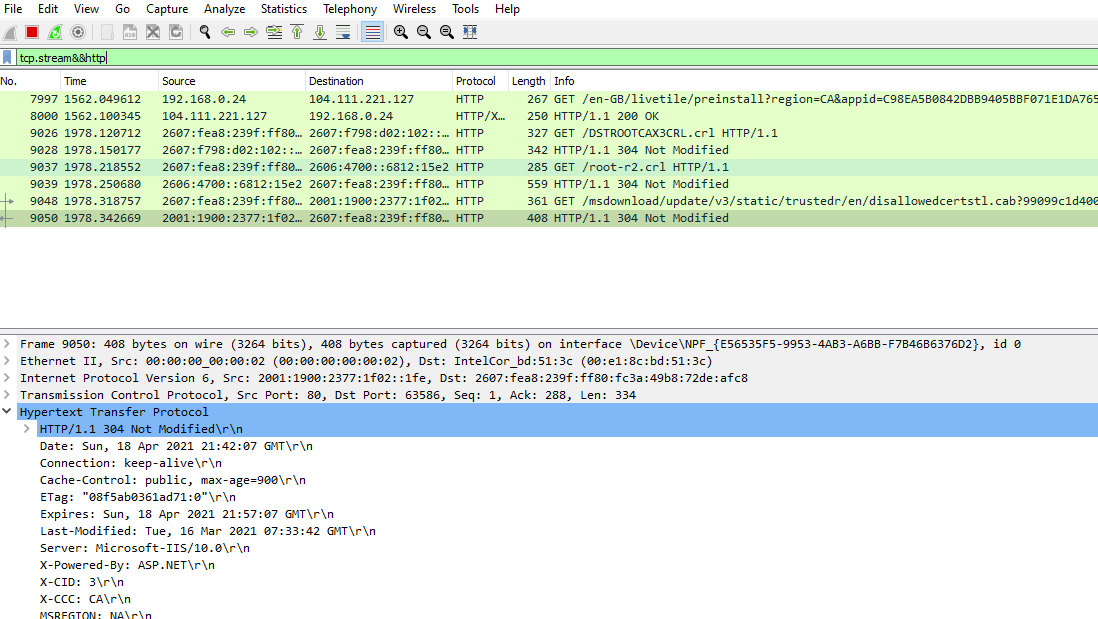 File Edit View Go Capture Analyze Statistics Telephony Wireless Tools Help
tcp.stream&&http
No. Time Source Destination Protocol Length Info
7997 1562.049612 192.168.0.24 104.111.221.127 HTTP 267 GET /en-GB/livetile/preinstall?region=CA&appid=C98EA5B0842DBB9405BBF071E1DA765
8000 1562.100345 104.111.221.127 192.168.0.24 HTTP/X… 250 HTTP/1.1 200 OK
9026 1978.120712 2607:fea8:239f:ff80… 2607:f798:d02:102::… HTTP 327 GET /DSTROOTCAX3CRL.crl HTTP/1.1
9028 1978.150177 2607:f798:d02:102::… 2607:fea8:239f:ff80… HTTP 342 HTTP/1.1 304 Not Modified
9037 1978.218552 2607:fea8:239f:ff80… 2606:4700::6812:15e2 HTTP 285 GET /root-r2.crl HTTP/1.1
9039 1978.250680 2606:4700::6812:15e2 2607:fea8:239f:ff80… HTTP 559 HTTP/1.1 304 Not Modified
9048 1978.318757 2607:fea8:239f:ff80… 2001:1900:2377:1f02… HTTP 361 GET /msdownload/update/v3/static/trustedr/en/disallowedcertstl.cab?99099c1d400
9050 1978.342669 2001:1900:2377:1f02… 2607:fea8:239f:ff80… HTTP 408 HTTP/1.1 304 Not Modified
Frame 9050: 408 bytes on wire (3264 bits), 408 bytes captured (3264 bits) on interface \Device\NPF_{E56535F5-9953-4AB3-A6BB-F7B46B6376D2}, id 0
Ethernet II, Src: 00:00:00_00:00:02 (00:00:00:00:00:02), Dst: IntelCor_bd:51:3c (00:e1:8c:bd:51:3c)
Internet Protocol Version 6, Src: 2001:1900:2377:1f02::1fe, Dst: 2607:fea8:239f:ff80:fc3a:49b8:72de:afc8
Transmission Control Protocol, Src Port: 80, Dst Port: 63586, Seq: 1, Ack: 288, Len: 334
Hypertext Transfer Protocol
HTTP/1.1 304 Not Modified\r\n
Date: Sun, 18 Apr 2021 21:42:07 GMT\r\n
Connection: keep-alive\r\n
Cache-Control: public, max-age=900\r\n
ETag: "08f5ab0361ad71:0"\r\n
Expires: Sun, 18 Apr 2021 21:57:07 GMT\r\n
Last-Modified: Tue, 16 Mar 2021 07:33:42 GMT\r\n
Server: Microsoft-IIS/10.0\r\n
X-Powered-By: ASP.NET\r\n
X-CID: 3\r\n
X-CCC: CA\r\n
MSREGION: NA\r\n